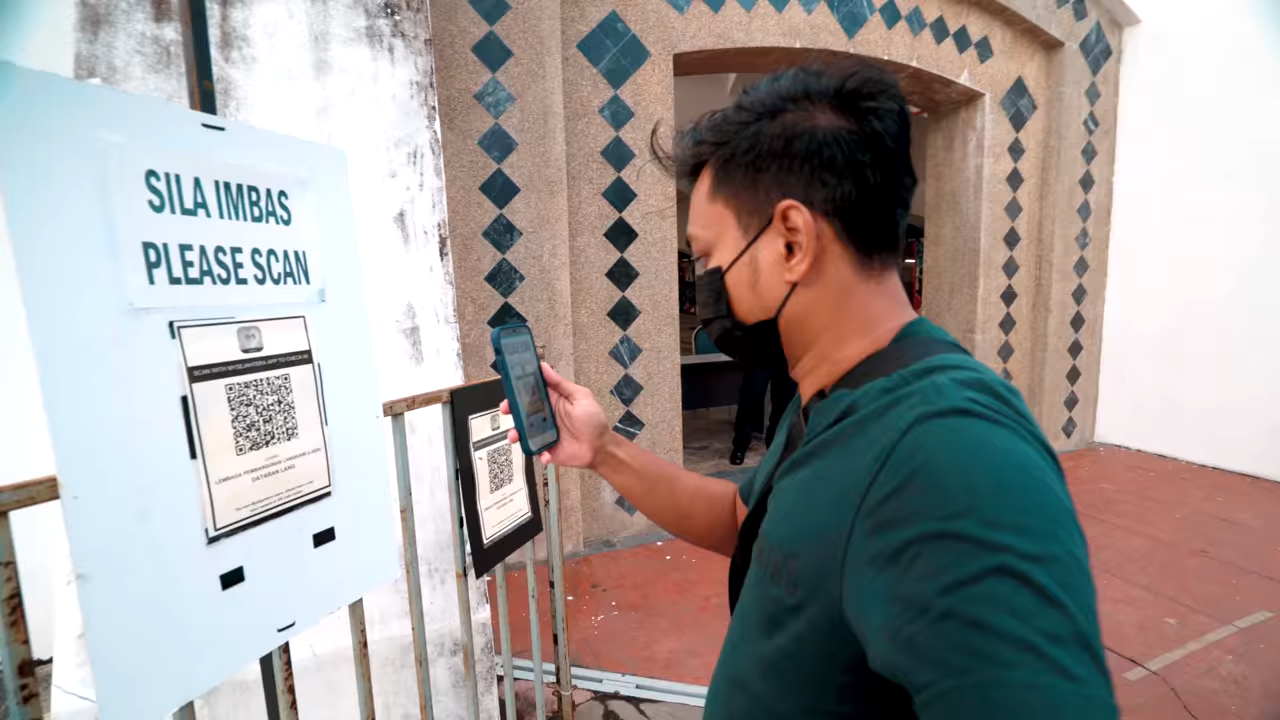 SILA IMBAS
PLEASE SCAN
SCAN WITH MYSEJAHTERA APP TO CHECK-IN
LEMBAGA PEMBANGUNAN LANGKAWI (LADA)
DATARAN LANG